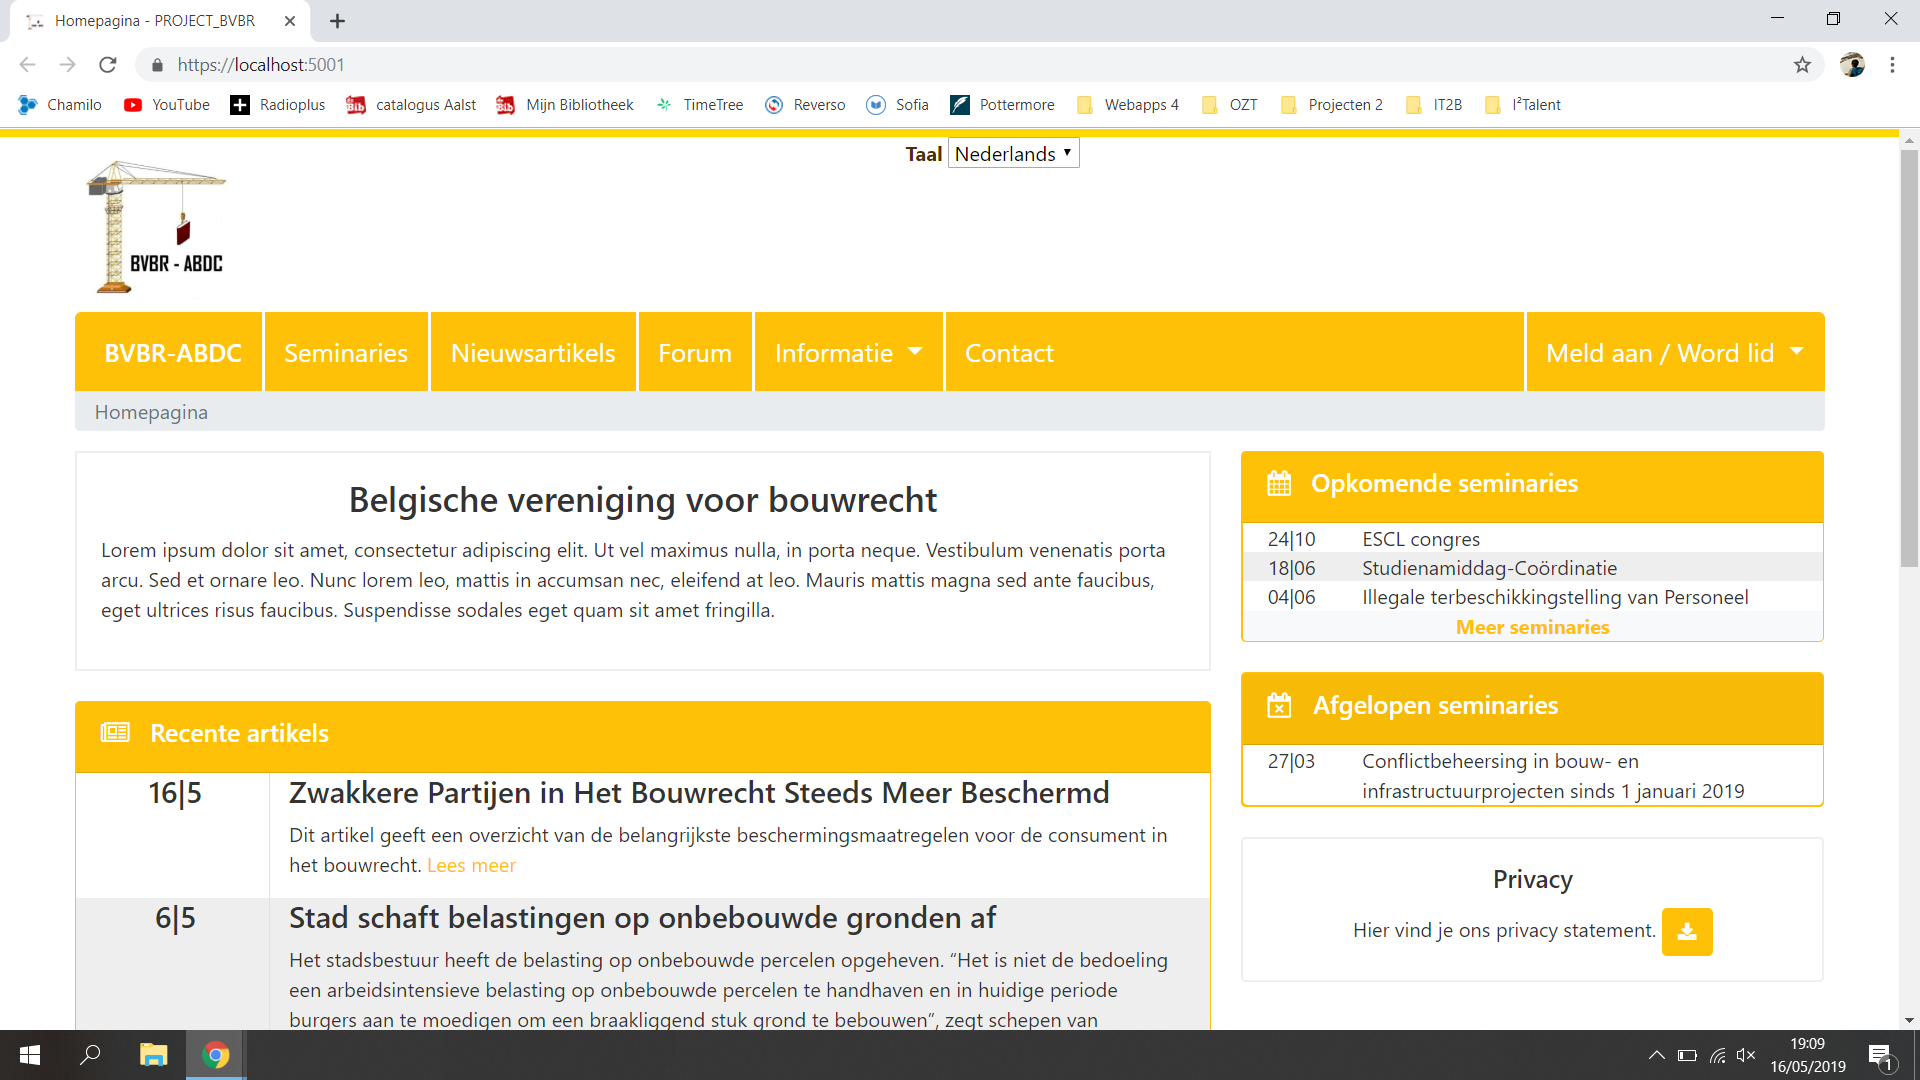 Homepagina - PROJECT_BVBR
https://localhost:5001
Chamilo YouTube Radioplus catalogus Aalst Mijn Bibliotheek TimeTree Reverso Sofia Pottermore Webapps 4 OZT Projecten 2 IT2B I²Talent
Taal Nederlands
BVBR - ABDC
BVBR-ABDC Seminaries Nieuwsartikels Forum Informatie Contact Meld aan / Word lid
Homepagina
Belgische vereniging voor bouwrecht
Lorem ipsum dolor sit amet, consectetur adipiscing elit. Ut vel maximus nulla, in porta neque. Vestibulum venenatis porta
arcu. Sed et ornare leo. Nunc lorem leo, mattis in accumsan nec, eleifend at leo. Mauris mattis magna sed ante faucibus,
eget ultrices risus faucibus. Suspendisse sodales eget quam sit amet fringilla.
Recente artikels
16|5 Zwakkere Partijen in Het Bouwrecht Steeds Meer Beschermd
Dit artikel geeft een overzicht van de belangrijkste beschermingsmaatregelen voor de consument in
het bouwrecht. Lees meer
6|5 Stad schaft belastingen op onbebouwde gronden af
Het stadsbestuur heeft de belasting op onbebouwde percelen opgeheven. “Het is niet de bedoeling
een arbeidsintensieve belasting op onbebouwde percelen te handhaven en in huidige periode
burgers aan te moedigen om een braakliggend stuk grond te bebouwen”, zegt schepen van
Opkomende seminaries
24|10 ESCL congres
18|06 Studienamiddag-Coördinatie
04|06 Illegale terbeschikkingstelling van Personeel
Meer seminaries
Afgelopen seminaries
27|03 Conflictbeheersing in bouw- en
infrastructuurprojecten sinds 1 januari 2019
Privacy
Hier vind je ons privacy statement.
19:09
16/05/2019
1